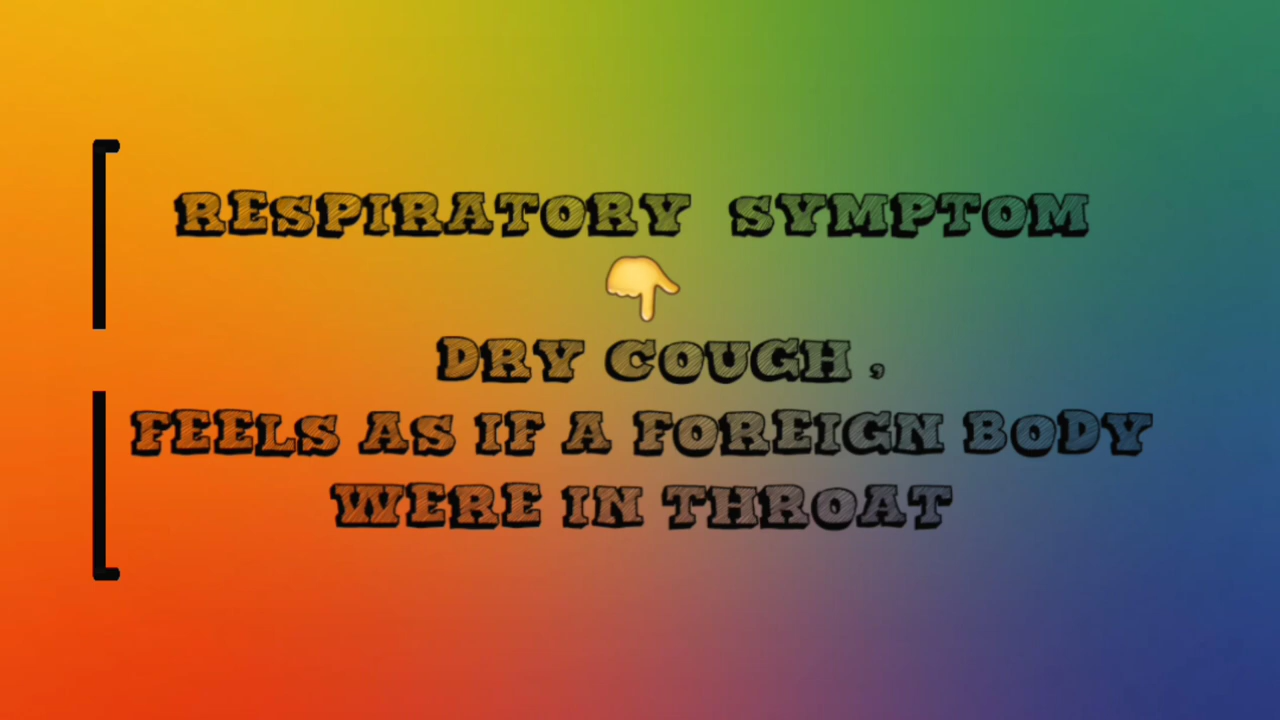 RESPIRATORY SYMPTOM
👇
DRY COUGH ,
FEELS AS IF A FOREIGN BODY
WERE IN THROAT